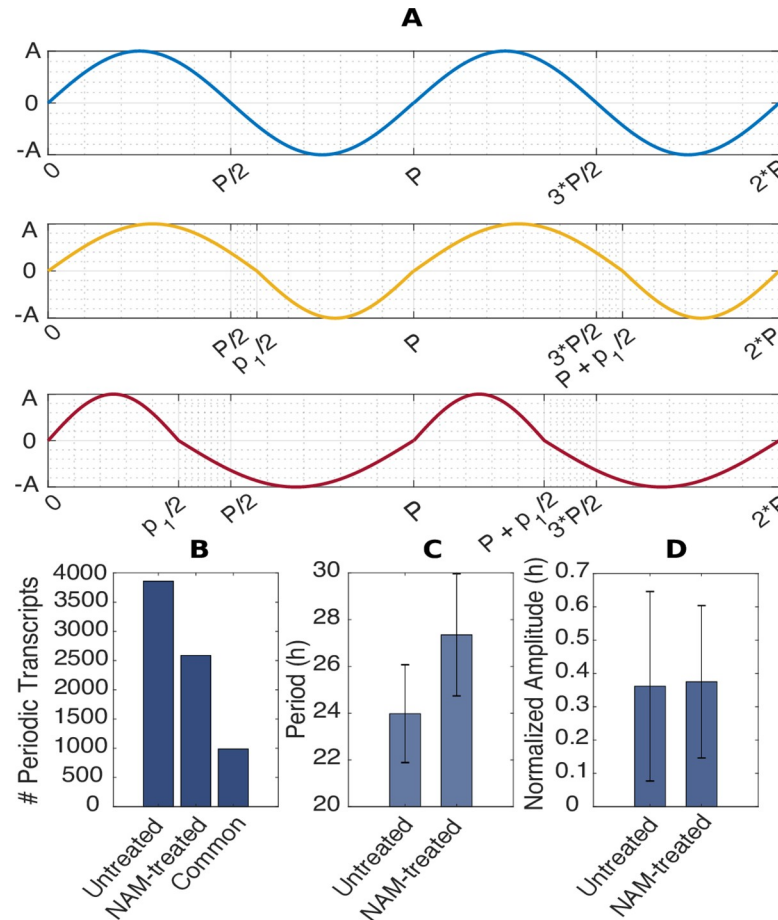 A
A
0
-A
0 P/2 P 3*P/2 2*P
A
0
-A
0 P/2 p1/2 P 3*P/2 P + p1/2 2*P
A
0
-A
0 p1/2 P/2 P P + p1/2 3*P/2 2*P
B
# Periodic Transcripts
4000
3500
3000
2500
2000
1500
1000
500
0
Untreated NAM-treated Common
C
Period (h)
30
28
26
24
22
20
Untreated NAM-treated
D
Normalized Amplitude (h)
0.7
0.6
0.5
0.4
0.3
0.2
0.1
0
Untreated NAM-treated